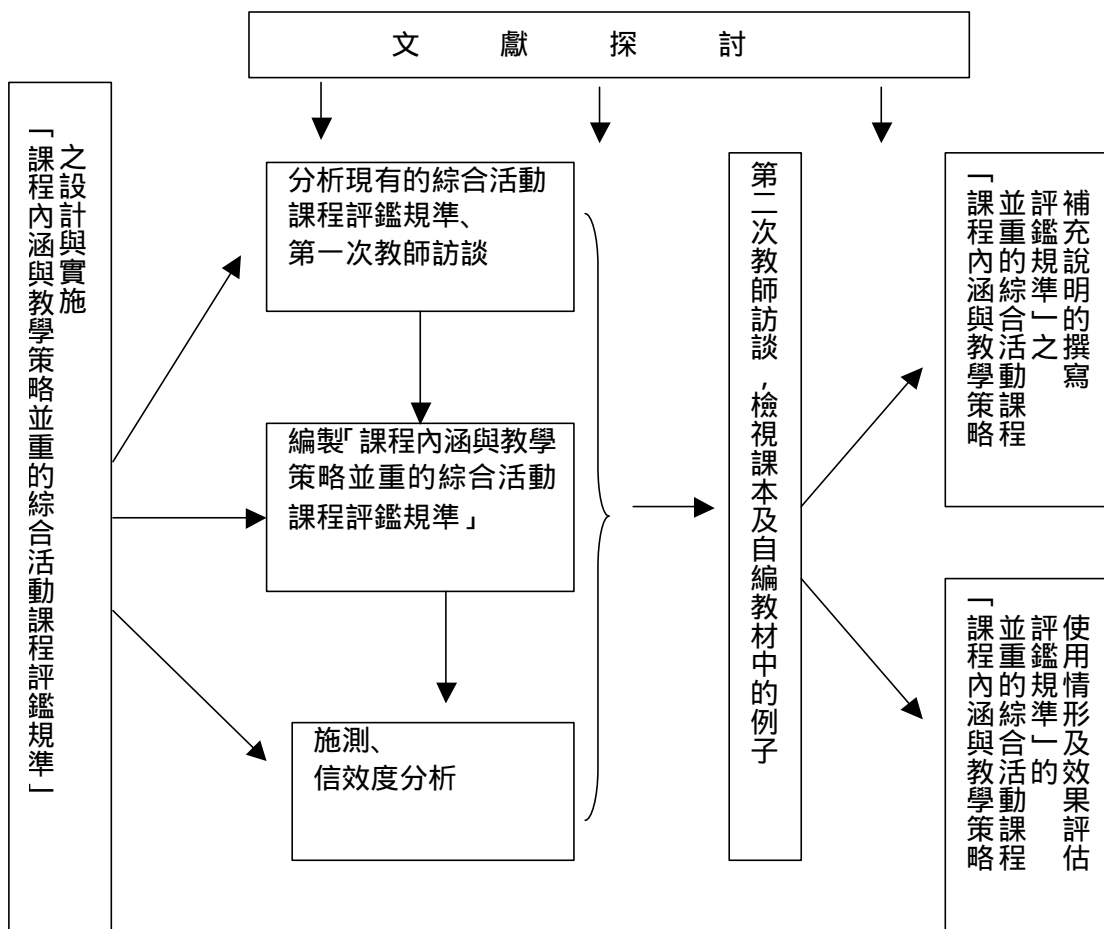 文獻探討
「課程內涵與教學策略並重的綜合活動課程評鑑規準」
之設計與實施
分析現有的綜合活動
課程評鑑規準、
第一次教師訪談
編製「課程內涵與教學
策略並重的綜合活動
課程評鑑規準」
施測、
信效度分析
第二次教師訪談,檢視課本及自編教材中的例子
「課程內涵與教學策略
並重的綜合活動課程
評鑑規準」之
補充說明的撰寫
「課程內涵與教學策略
並重的綜合活動課程
評鑑規準」的
使用情形及效果評估